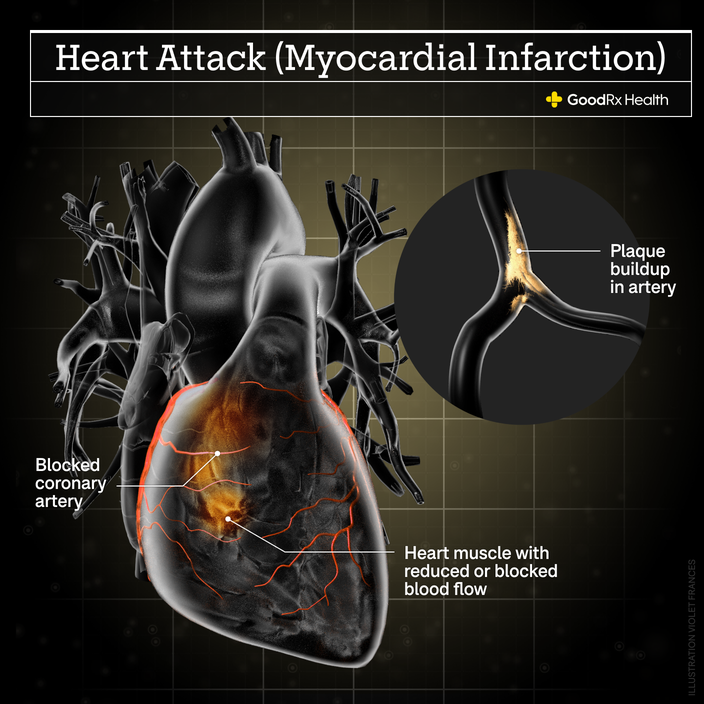 Heart Attack (Myocardial Infarction)
GoodRx Health
Plaque
buildup
in artery
Blocked
coronary
artery
Heart muscle with
reduced or blocked
blood flow
ILLUSTRATION VIOLET FRANCES